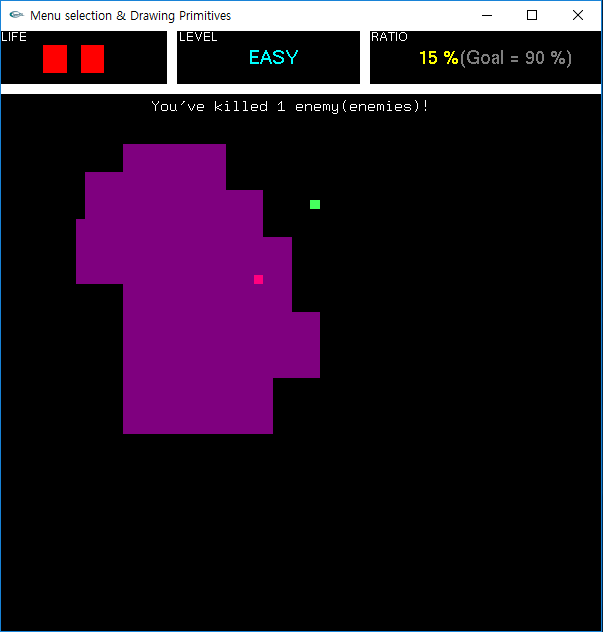 Menu selection & Drawing Primitives
LIFE
LEVEL
EASY
RATIO
15 %(Goal = 90 %)
You've killed 1 enemy(enemies)!